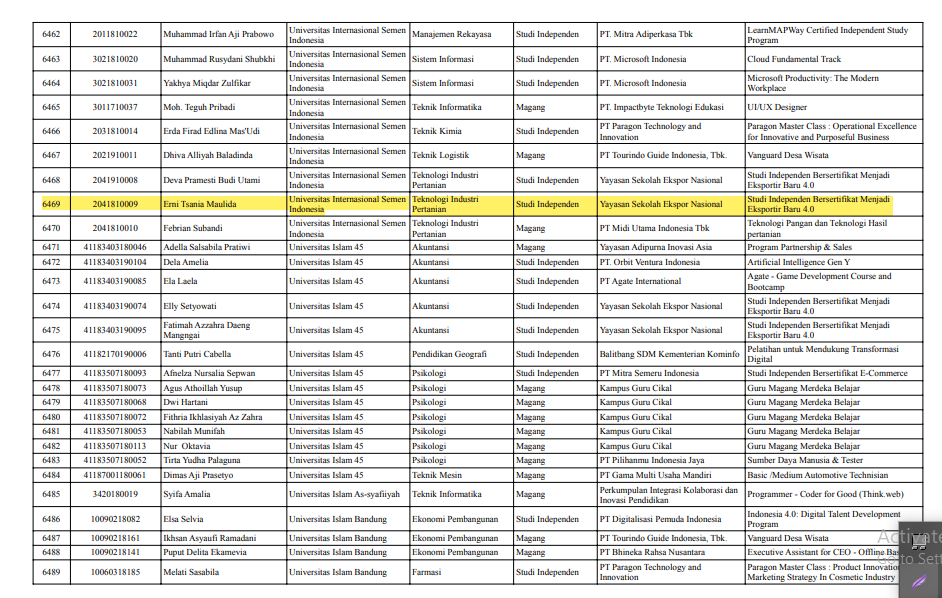 6462 2011810022 Muhammad Irfan Aji Prabowo Universitas Internasional Semen Indonesia Manajemen Rekayasa Studi Independen PT. Mitra Adiperkasa Tbk LearnMAPWay Certified Independent Study Program
6463 3021810020 Muhammad Rusydani Shubkhi Universitas Internasional Semen Indonesia Sistem Informasi Studi Independen PT. Microsoft Indonesia Cloud Fundamental Track
6464 3021810031 Yakhya Miqdar Zulfikar Universitas Internasional Semen Indonesia Sistem Informasi Studi Independen PT. Microsoft Indonesia Microsoft Productivity: The Modern Workplace
6465 3011710037 Moh. Teguh Pribadi Universitas Internasional Semen Indonesia Teknik Informatika Magang PT. Impactbyte Teknologi Edukasi UI/UX Designer
6466 2031810014 Erda Firad Edlina Mas'Udi Universitas Internasional Semen Indonesia Teknik Kimia Studi Independen PT Paragon Technology and Innovation Paragon Master Class : Operational Excellence for Innovative and Purposeful Business
6467 2021910011 Dhiva Alliyah Baladinda Universitas Internasional Semen Indonesia Teknik Logistik Magang PT Tourindo Guide Indonesia, Tbk. Vanguard Desa Wisata
6468 2041910008 Deva Pramesti Budi Utami Universitas Internasional Semen Indonesia Teknologi Industri Pertanian Studi Independen Yayasan Sekolah Ekspor Nasional Studi Independen Bersertifikat Menjadi Eksportir Baru 4.0
6469 2041810009 Erni Tsania Maulida Universitas Internasional Semen Indonesia Teknologi Industri Pertanian Studi Independen Yayasan Sekolah Ekspor Nasional Studi Independen Bersertifikat Menjadi Eksportir Baru 4.0
6470 2041810010 Febrian Subandi Universitas Internasional Semen Indonesia Teknologi Industri Pertanian Magang PT Midi Utama Indonesia Tbk Teknologi Pangan dan Teknologi Hasil pertanian
6471 41183403180046 Adella Salsabila Pratiwi Universitas Islam 45 Akuntansi Magang Yayasan Adipurna Inovasi Asia Program Partnership & Sales
6472 41183403190104 Dela Amelia Universitas Islam 45 Akuntansi Studi Independen PT. Orbit Ventura Indonesia Artificial Intelligence Gen Y
6473 41183403190085 Ela Laela Universitas Islam 45 Akuntansi Studi Independen PT Agate International Agate - Game Development Course and Bootcamp
6474 41183403190074 Elly Setyowati Universitas Islam 45 Akuntansi Studi Independen Yayasan Sekolah Ekspor Nasional Studi Independen Bersertifikat Menjadi Eksportir Baru 4.0
6475 41183403190095 Fatimah Azzahra Daeng Mangngai Universitas Islam 45 Akuntansi Studi Independen Yayasan Sekolah Ekspor Nasional Studi Independen Bersertifikat Menjadi Eksportir Baru 4.0
6476 41182170190006 Tanti Putri Cabella Universitas Islam 45 Pendidikan Geografi Studi Independen Balitbang SDM Kementerian Kominfo Pelatihan untuk Mendukung Transformasi Digital
6477 41183507180093 Afnelza Nursalia Sepwan Universitas Islam 45 Psikologi Studi Independen PT Mitra Semeru Indonesia Studi Independen Bersertifikat E-Commerce
6478 41183507180073 Agus Athoillah Yusup Universitas Islam 45 Psikologi Magang Kampus Guru Cikal Guru Magang Merdeka Belajar
6479 41183507180068 Dwi Hartani Universitas Islam 45 Psikologi Magang Kampus Guru Cikal Guru Magang Merdeka Belajar
6480 41183507180072 Fithria Ikhlasiyah Az Zahra Universitas Islam 45 Psikologi Magang Kampus Guru Cikal Guru Magang Merdeka Belajar
6481 41183507180053 Nabilah Munifah Universitas Islam 45 Psikologi Magang Kampus Guru Cikal Guru Magang Merdeka Belajar
6482 41183507180113 Nur Oktavia Universitas Islam 45 Psikologi Magang Kampus Guru Cikal Guru Magang Merdeka Belajar
6483 41183507180052 Tirta Yudha Palaguna Universitas Islam 45 Psikologi Magang PT Pilihanmu Indonesia Jaya Sumber Daya Manusia & Tester
6484 41187001180061 Dimas Aji Prasetyo Universitas Islam 45 Teknik Mesin Magang PT Gama Multi Usaha Mandiri Basic /Medium Automotive Technisian
6485 3420180019 Syifa Amalia Universitas Islam As-syafiiyah Teknik Informatika Magang Perkumpulan Integrasi Kolaborasi dan Inovasi Pendidikan Programmer - Coder for Good (Think.web)
6486 10090218082 Elsa Selvia Universitas Islam Bandung Ekonomi Pembangunan Studi Independen PT Digitalisasi Pemuda Indonesia Indonesia 4.0: Digital Talent Development Program
6487 10090218161 Ikhsan Asyaufi Ramadani Universitas Islam Bandung Ekonomi Pembangunan Magang PT Tourindo Guide Indonesia, Tbk. Vanguard Desa Wisata
6488 10090218141 Puput Delita Ekamevia Universitas Islam Bandung Ekonomi Pembangunan Magang PT Bhineka Rahsa Nusantara Executive Assistant for CEO - Offline
6489 10060318185 Melati Sasabila Universitas Islam Bandung Farmasi Studi Independen PT Paragon Technology and Innovation Paragon Master Class : Product Innovation Marketing Strategy In Cosmetic Industry
Activate
to Sett